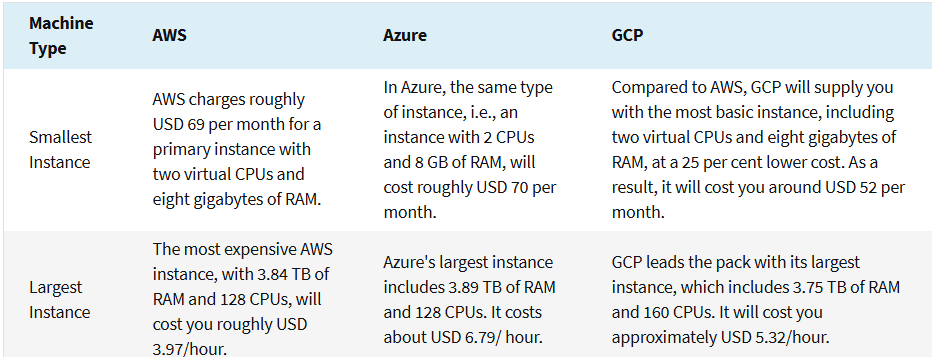 Machine
Type
AWS
Azure
GCP
Smallest
Instance
AWS charges roughly
USD 69 per month for a
primary instance with
two virtual CPUs and
eight gigabytes of RAM.
In Azure, the same type
of instance, i.e., an
instance with 2 CPUs
and 8 GB of RAM, will
cost roughly USD 70 per
month.
Compared to AWS, GCP will supply you
with the most basic instance, including
two virtual CPUs and eight gigabytes of
RAM, at a 25 per cent lower cost. As a
result, it will cost you around USD 52 per
month.
Largest
Instance
The most expensive AWS
instance, with 3.84 TB of
RAM and 128 CPUs, will
cost you roughly USD
3.97/hour.
Azure's largest instance
includes 3.89 TB of RAM
and 128 CPUs. It costs
about USD 6.79/ hour.
GCP leads the pack with its largest
instance, which includes 3.75 TB of RAM
and 160 CPUs. It will cost you
approximately USD 5.32/hour.